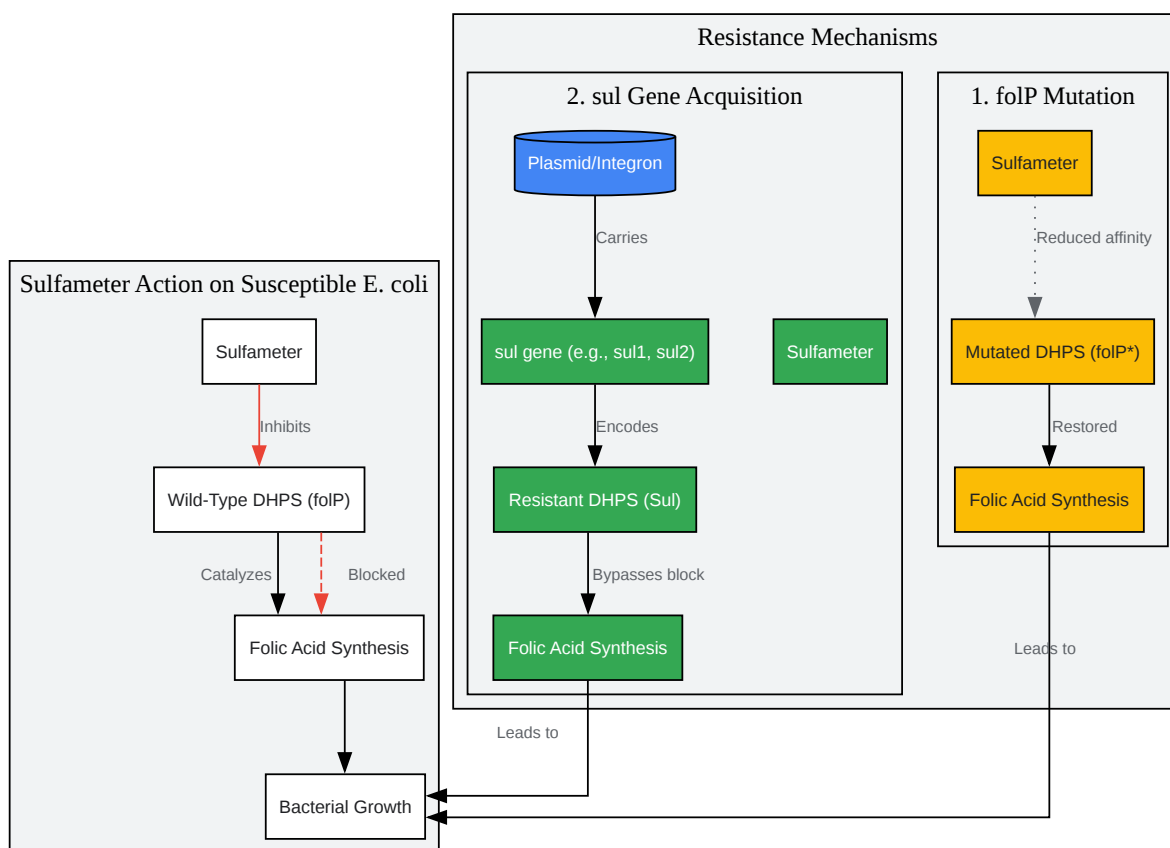 Resistance Mechanisms
2. sul Gene Acquisition
1. folP Mutation
Plasmid/Integron
Sulfameter
Carries
Reduced affinity
Sulfameter Action on Susceptible E. coli
Sulfameter
sul gene (e.g., sul1, sul2)
Sulfameter
Mutated DHPS (folP*)
Inhibits
Encodes
Restored
Wild-Type DHPS (folP)
Resistant DHPS (Sul)
Folic Acid Synthesis
Catalyzes
Blocked
Bypasses block
Folic Acid Synthesis
Folic Acid Synthesis
Leads to
Leads to
Bacterial Growth